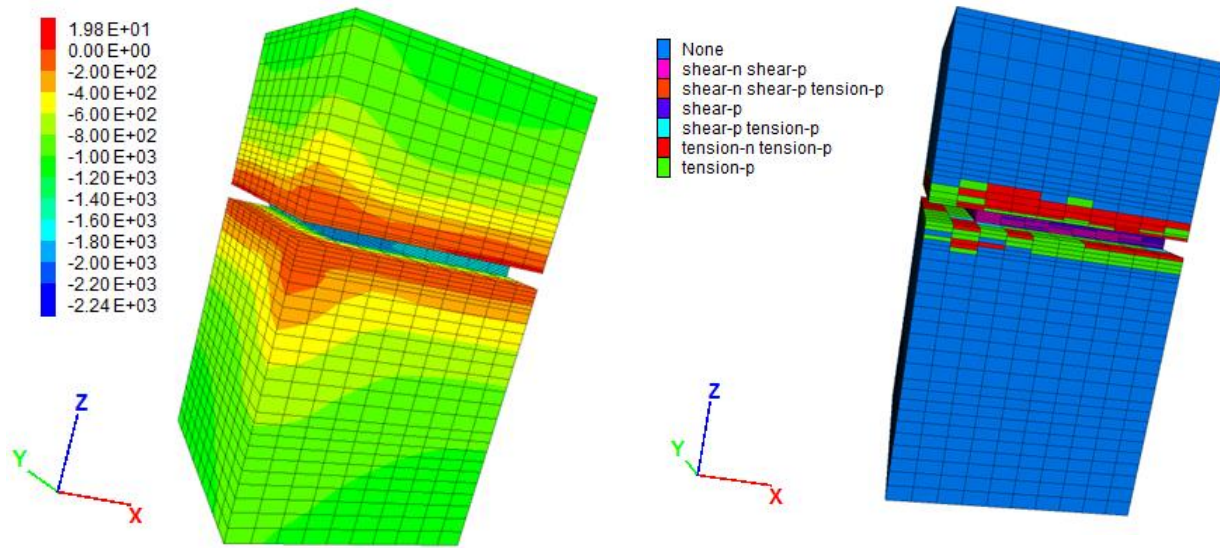 1.98 E+01
0.00 E+00
-2.00 E+02
-4.00 E+02
-6.00 E+02
-8.00 E+02
-1.00 E+03
-1.20 E+03
-1.40 E+03
-1.60 E+03
-1.80 E+03
-2.00 E+03
-2.20 E+03
-2.24 E+03
Z
Y
X
None
shear-n shear-p
shear-n shear-p tension-p
shear-p
shear-p tension-p
tension-n tension-p
tension-p
Z
Y
X